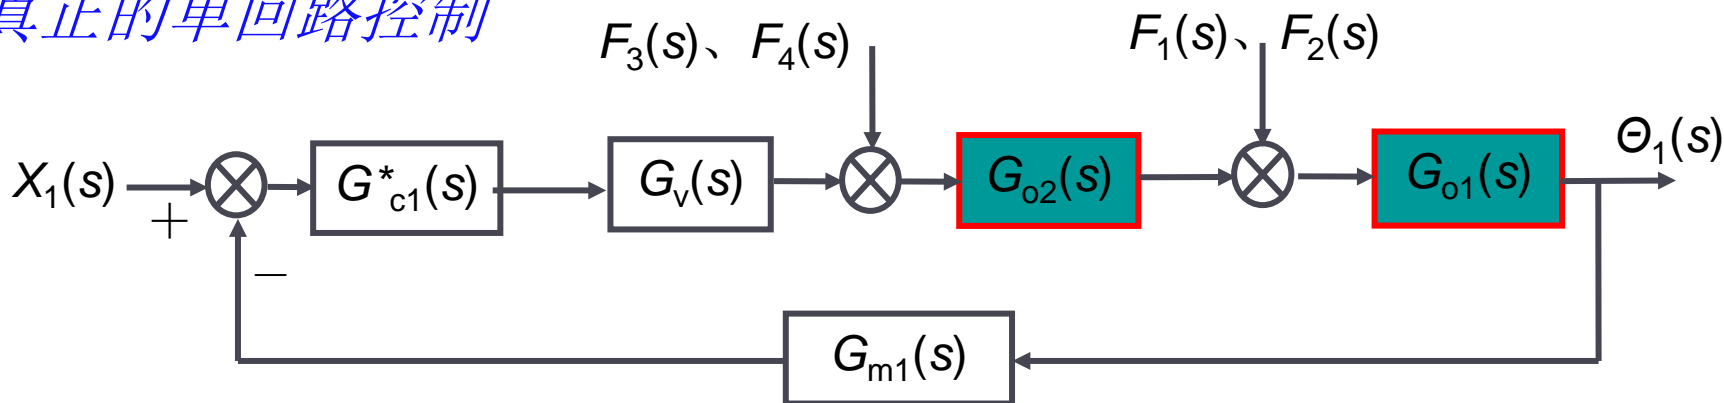 真正的单回路控制
F₃(s)、F₄(s)
F₁(s)、F₂(s)
X₁(s)
+
−
G*c1(s)
Gv(s)
Go2(s)
Go1(s)
Θ₁(s)
Gm1(s)